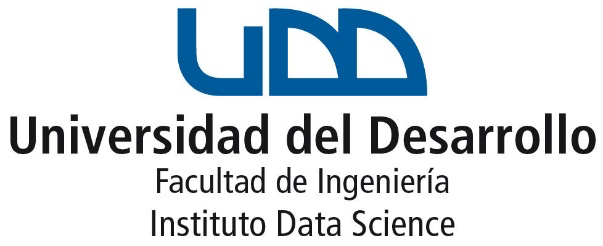 UDD
Universidad del Desarrollo
Facultad de Ingeniería
Instituto Data Science